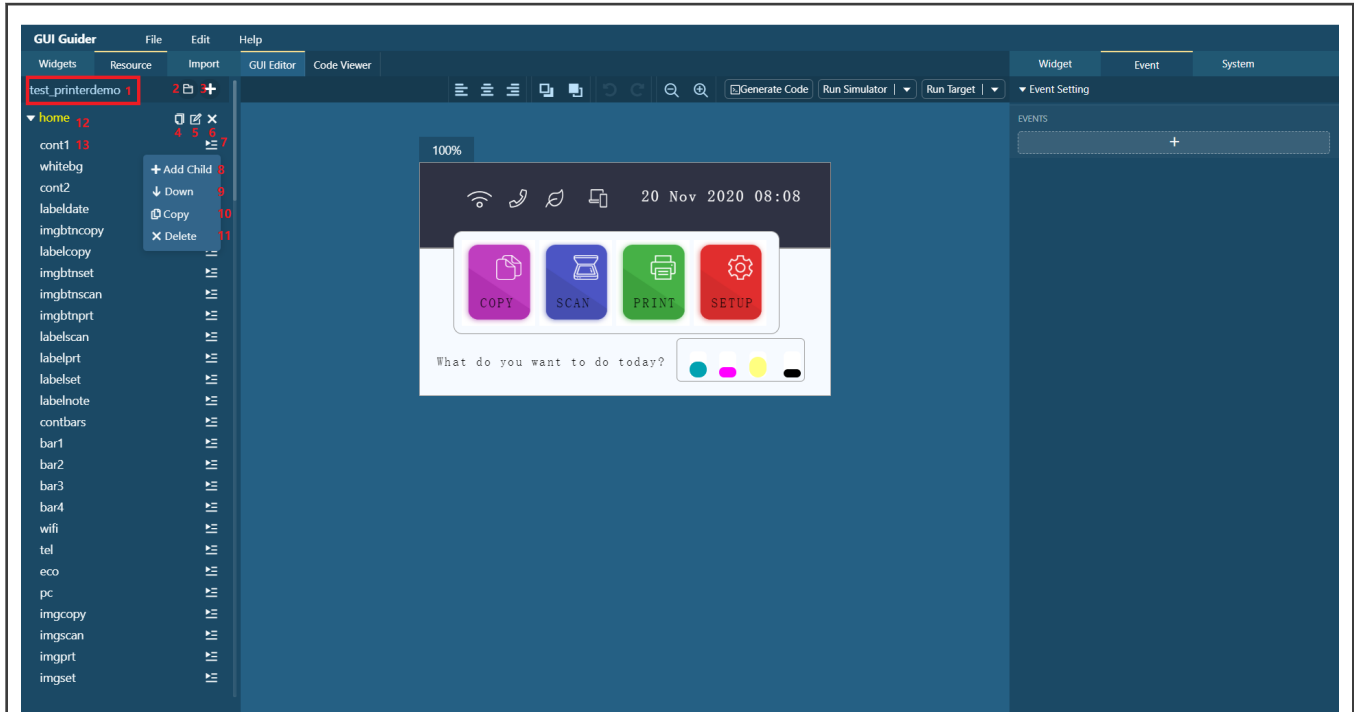 GUI Guider File Edit Help
Widgets Resource Import GUI Editor Code Viewer Widget Event System
test_printerdemo 1 2 3 Generate Code Run Simulator Run Target Event Setting
home 12 4 5 6 EVENTS
cont1 13 7
100%
whitebg
+ Add Child 8
cont2
Down 9
labeldate
20 Nov 2020 08:08
Copy 10
imgbtncopy
Delete 11
labelcopy
imgbtnset
imgbtnscan
COPY SCAN PRINT SETUP
imgbtnprt
labelscan
labelprt
What do you want to do today?
labelset
labelnote
contbars
bar1
bar2
bar3
bar4
wifi
tel
eco
pc
imgcopy
imgscan
imgprt
imgset